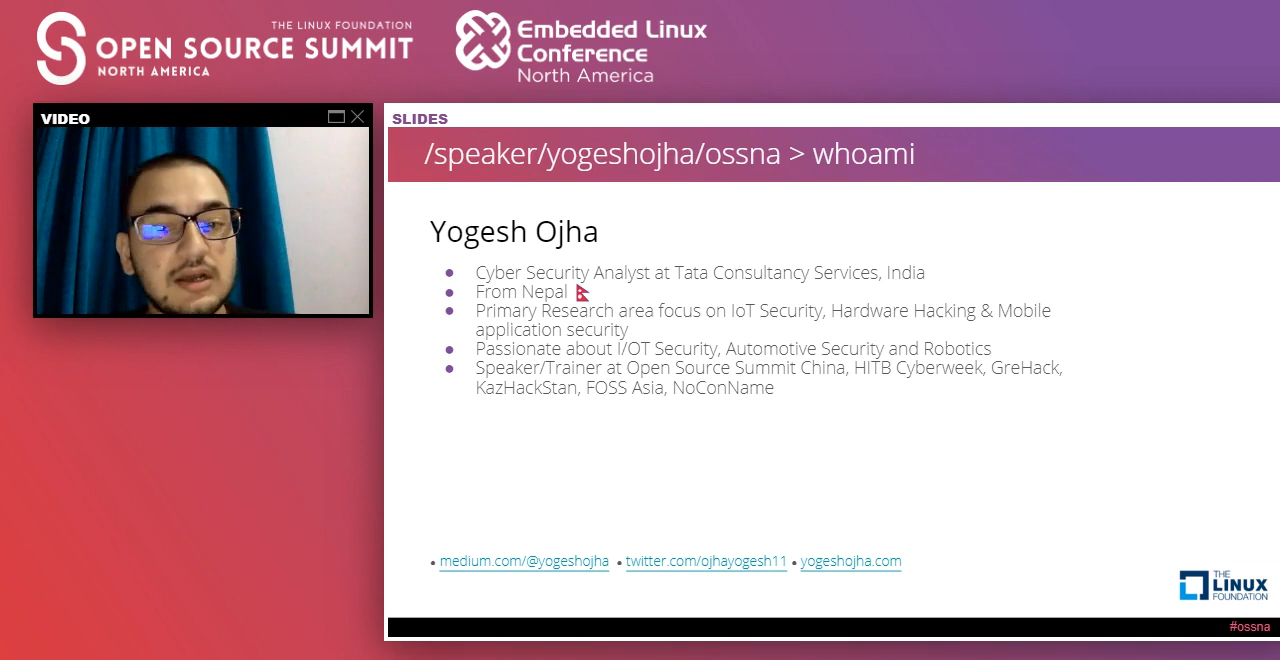 THE LINUX FOUNDATION
OPEN SOURCE SUMMIT
NORTH AMERICA
Embedded Linux
Conference
North America
VIDEO
SLIDES
/speaker/yogeshojha/ossna > whoami
Yogesh Ojha
● Cyber Security Analyst at Tata Consultancy Services, India
● From Nepal 🇳🇵
● Primary Research area focus on IoT Security, Hardware Hacking & Mobile
application security
● Passionate about I/OT Security, Automotive Security and Robotics
● Speaker/Trainer at Open Source Summit China, HITB Cyberweek, GreHack,
KazHackStan, FOSS Asia, NoConName
• medium.com/@yogeshojha • twitter.com/ojhayogesh11 • yogeshojha.com
THE
LINUX
FOUNDATION
#ossna